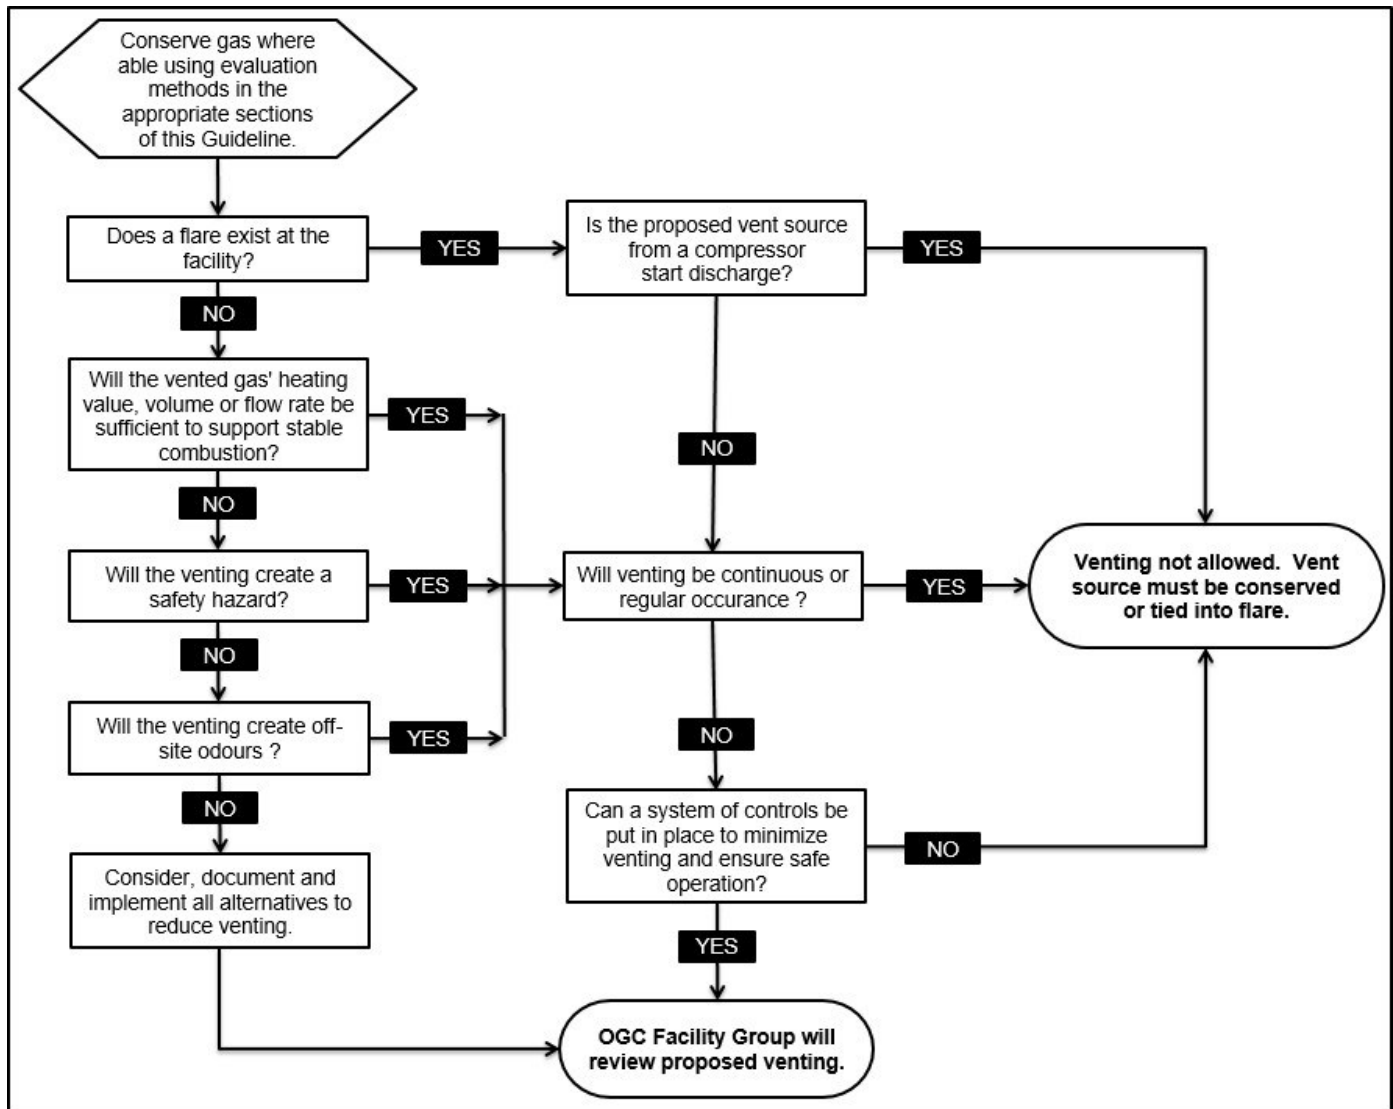 Conserve gas where
able using evaluation
methods in the
appropriate sections
of this Guideline.
Does a flare exist at the
facility?
YES
Is the proposed vent source
from a compressor
start discharge?
YES
NO
Will the vented gas' heating
value, volume or flow rate be
sufficient to support stable
combustion?
YES
NO
NO
Will the venting create a
safety hazard?
YES
Will venting be continuous or
regular occurance ?
YES
Venting not allowed. Vent
source must be conserved
or tied into flare.
NO
Will the venting create off-
site odours ?
YES
NO
NO
Can a system of controls be
put in place to minimize
venting and ensure safe
operation?
NO
Consider, document and
implement all alternatives to
reduce venting.
YES
OGC Facility Group will
review proposed venting.